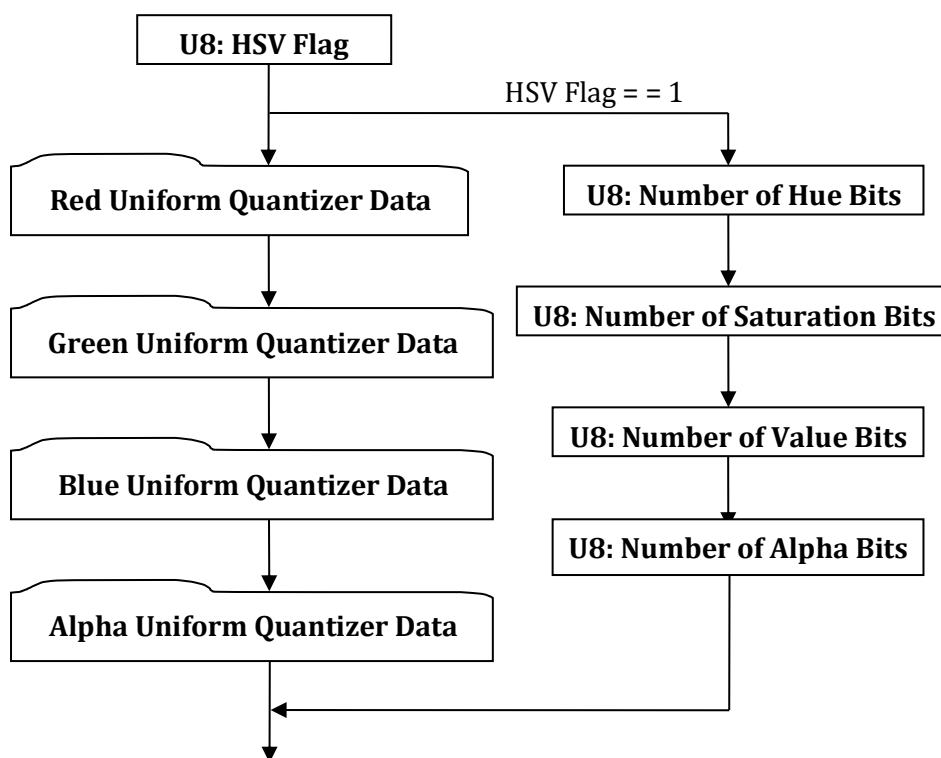 U8: HSV Flag
HSV Flag = = 1
Red Uniform Quantizer Data
U8: Number of Hue Bits
Green Uniform Quantizer Data
U8: Number of Saturation Bits
Blue Uniform Quantizer Data
U8: Number of Value Bits
Alpha Uniform Quantizer Data
U8: Number of Alpha Bits